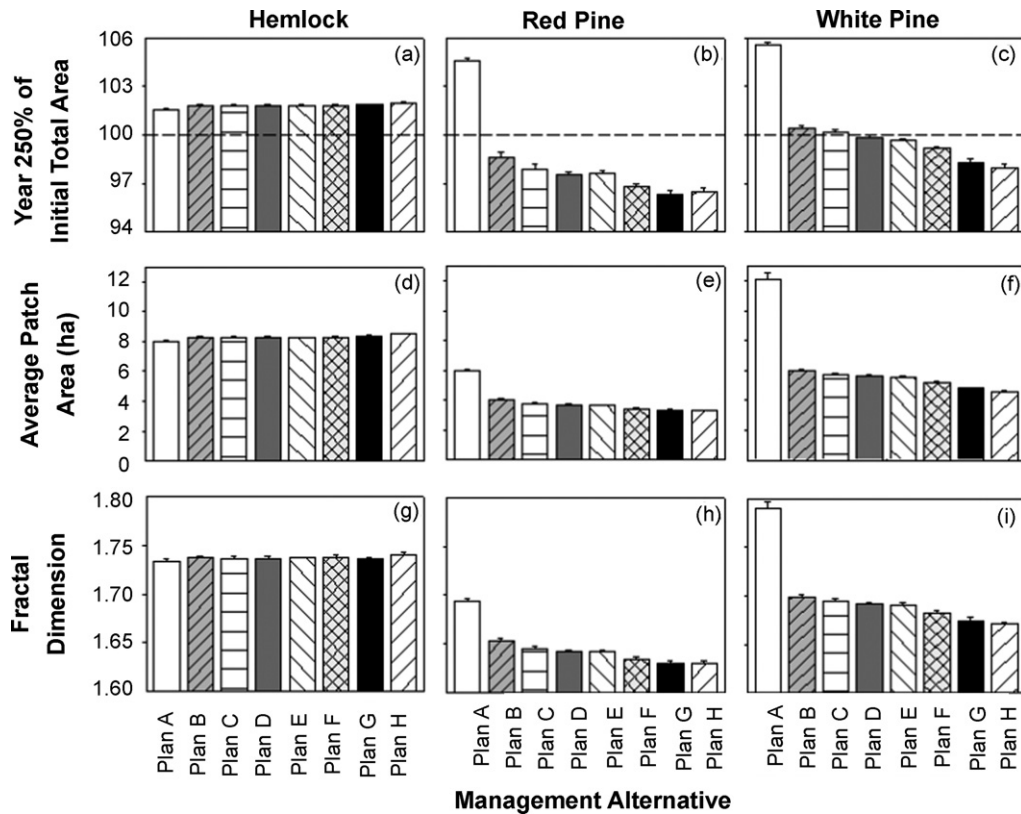 Hemlock Red Pine White Pine
Year 250% of
Initial Total Area
106
103
100
97
94
(a)
(b)
(c)
Average Patch
Area (ha)
12
10
8
6
4
2
0
(d)
(e)
(f)
Fractal
Dimension
1.80
1.75
1.70
1.65
1.60
(g)
(h)
(i)
Plan A
Plan B
Plan C
Plan D
Plan E
Plan F
Plan G
Plan H
Plan A
Plan B
Plan C
Plan D
Plan E
Plan F
Plan G
Plan H
Plan A
Plan B
Plan C
Plan D
Plan E
Plan F
Plan G
Plan H
Management Alternative